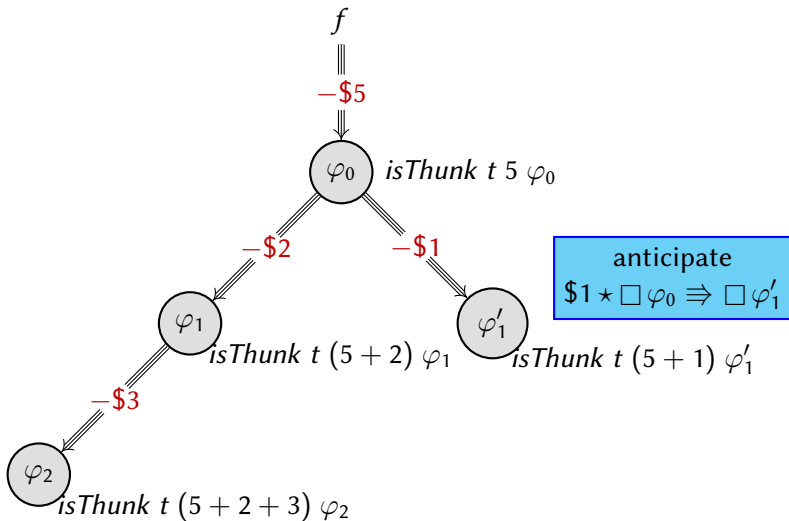 f
−$5
φ₀ isThunk t 5 φ₀
−$2 −$1
anticipate
$1 ⋆ □ φ₀ ⇛ □ φ′₁
φ₁ φ′₁
isThunk t (5 + 2) φ₁ isThunk t (5 + 1) φ′₁
−$3
φ₂
isThunk t (5 + 2 + 3) φ₂